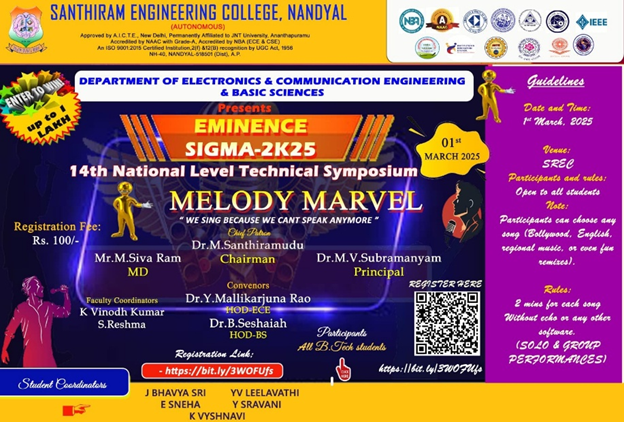 SANTHIRAM ENGINEERING COLLEGE, NANDYAL
(AUTONOMOUS)
Approved by A.I.C.T.E., New Delhi, Permanently Affiliated to JNT University, Ananthapuramu
Accredited by NAAC with Grade-A, Accredited by NBA (ECE & CSE)
An ISO 9001:2015 Certified Institution,2(f) &12(B) recognition by UGC Act, 1956
NH-40, NANDYAL-518501 (Dist), A.P.
NBA
IEEE
ENTER TO WIN!
up to 1
LAKH
DEPARTMENT OF ELECTRONICS & COMMUNICATION ENGINEERING
& BASIC SCIENCES
Presents
EMINENCE
SIGMA-2K25
14th National Level Technical Symposium
01st
MARCH 2025
MELODY MARVEL
" WE SING BECAUSE WE CANT SPEAK ANYMORE "
Registration Fee:
Rs. 100/-
Chief Patron
Dr.M.Santhiramudu
Chairman
Mr.M.Siva Ram
MD
Dr.M.V.Subramanyam
Principal
Convenors
Dr.Y.Mallikarjuna Rao
HOD-ECE
Dr.B.Seshaiah
HOD-BS
Faculty Coordinators
K Vinodh Kumar
S.Reshma
Participants
All B.Tech students
REGISTER HERE
Registration Link:
- https://bit.ly/3WOFUfs
https://bit.ly/3WOFUfs
Guidelines
Date and Time:
1st March, 2025
Venue:
SREC
Participants and rules:
Open to all students
Note:
Participants can choose any
song (Bollywood, English,
regional music, or even fun
remixes).
Rules:
2 mins for each song
Without echo or any other
software.
(SOLO & GROUP
PERFORMANCES)
Student Coordinators
J BHAVYA SRI
YV LEELAVATHI
E SNEHA
Y SRAVANI
K VYSHNAVI